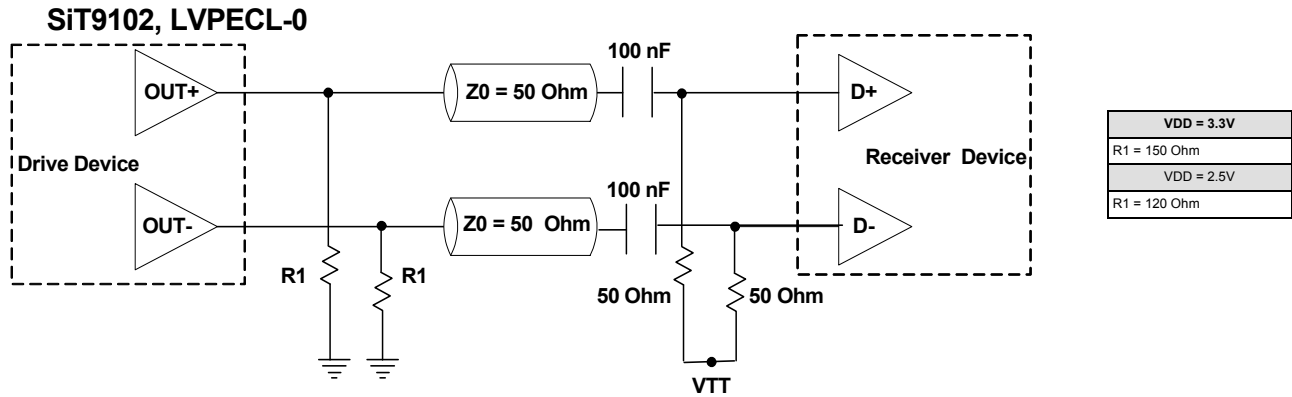 SiT9102, LVPECL-0
100 nF
OUT+
Z0 = 50 Ohm
D+
Drive Device
Receiver Device
100 nF
OUT-
Z0 = 50 Ohm
D-
R1
R1
50 Ohm
50 Ohm
VTT
VDD = 3.3V
R1 = 150 Ohm
VDD = 2.5V
R1 = 120 Ohm